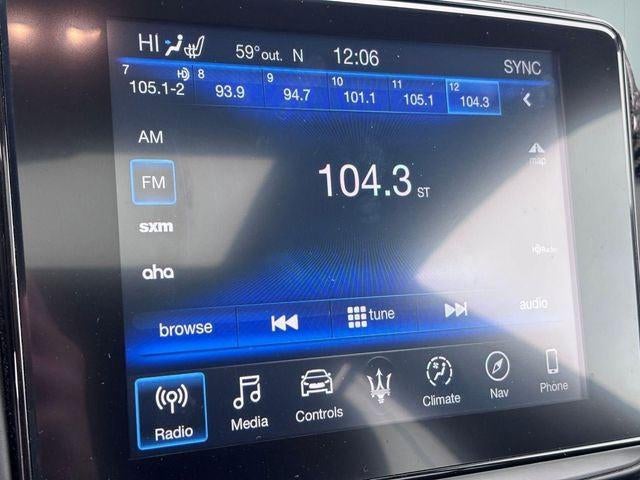 HI 59° out. N 12:06 SYNC
7 8 9 10 11 12
105.1-2 93.9 94.7 101.1 105.1 104.3
AM
map
FM
104.3 ST
sxm
HD Radio
aha
browse tune audio
Radio Media Controls Climate Nav Phone